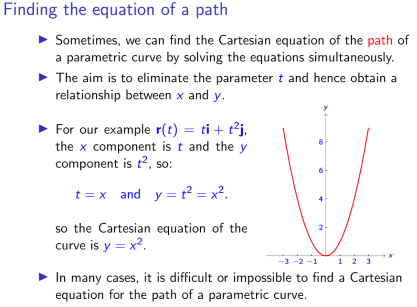 Finding the equation of a path
▶ Sometimes, we can find the Cartesian equation of the path of
a parametric curve by solving the equations simultaneously.
▶ The aim is to eliminate the parameter t and hence obtain a
relationship between x and y.
▶ For our example r(t) = ti + t²j,
the x component is t and the y
component is t², so:
t = x and y = t² = x².
so the Cartesian equation of the
curve is y = x².
y
8
6
4
2
−3 −2 −1 1 2 3 x
▶ In many cases, it is difficult or impossible to find a Cartesian
equation for the path of a parametric curve.